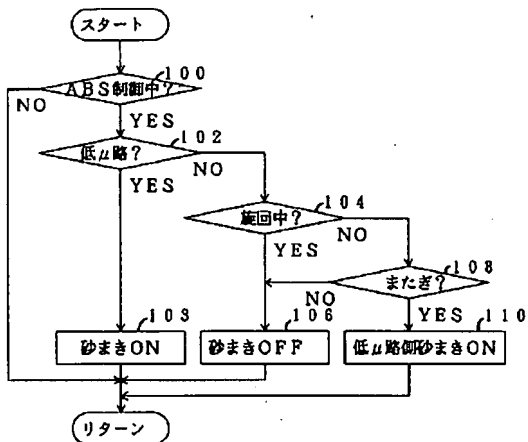 スタート
100
ABS制御中?
NO
YES
102
低μ路?
NO
YES
104
旋回中?
NO
YES
108
またぎ?
NO
YES
103
砂まきON
106
砂まきOFF
110
低μ路側砂まきON
リターン